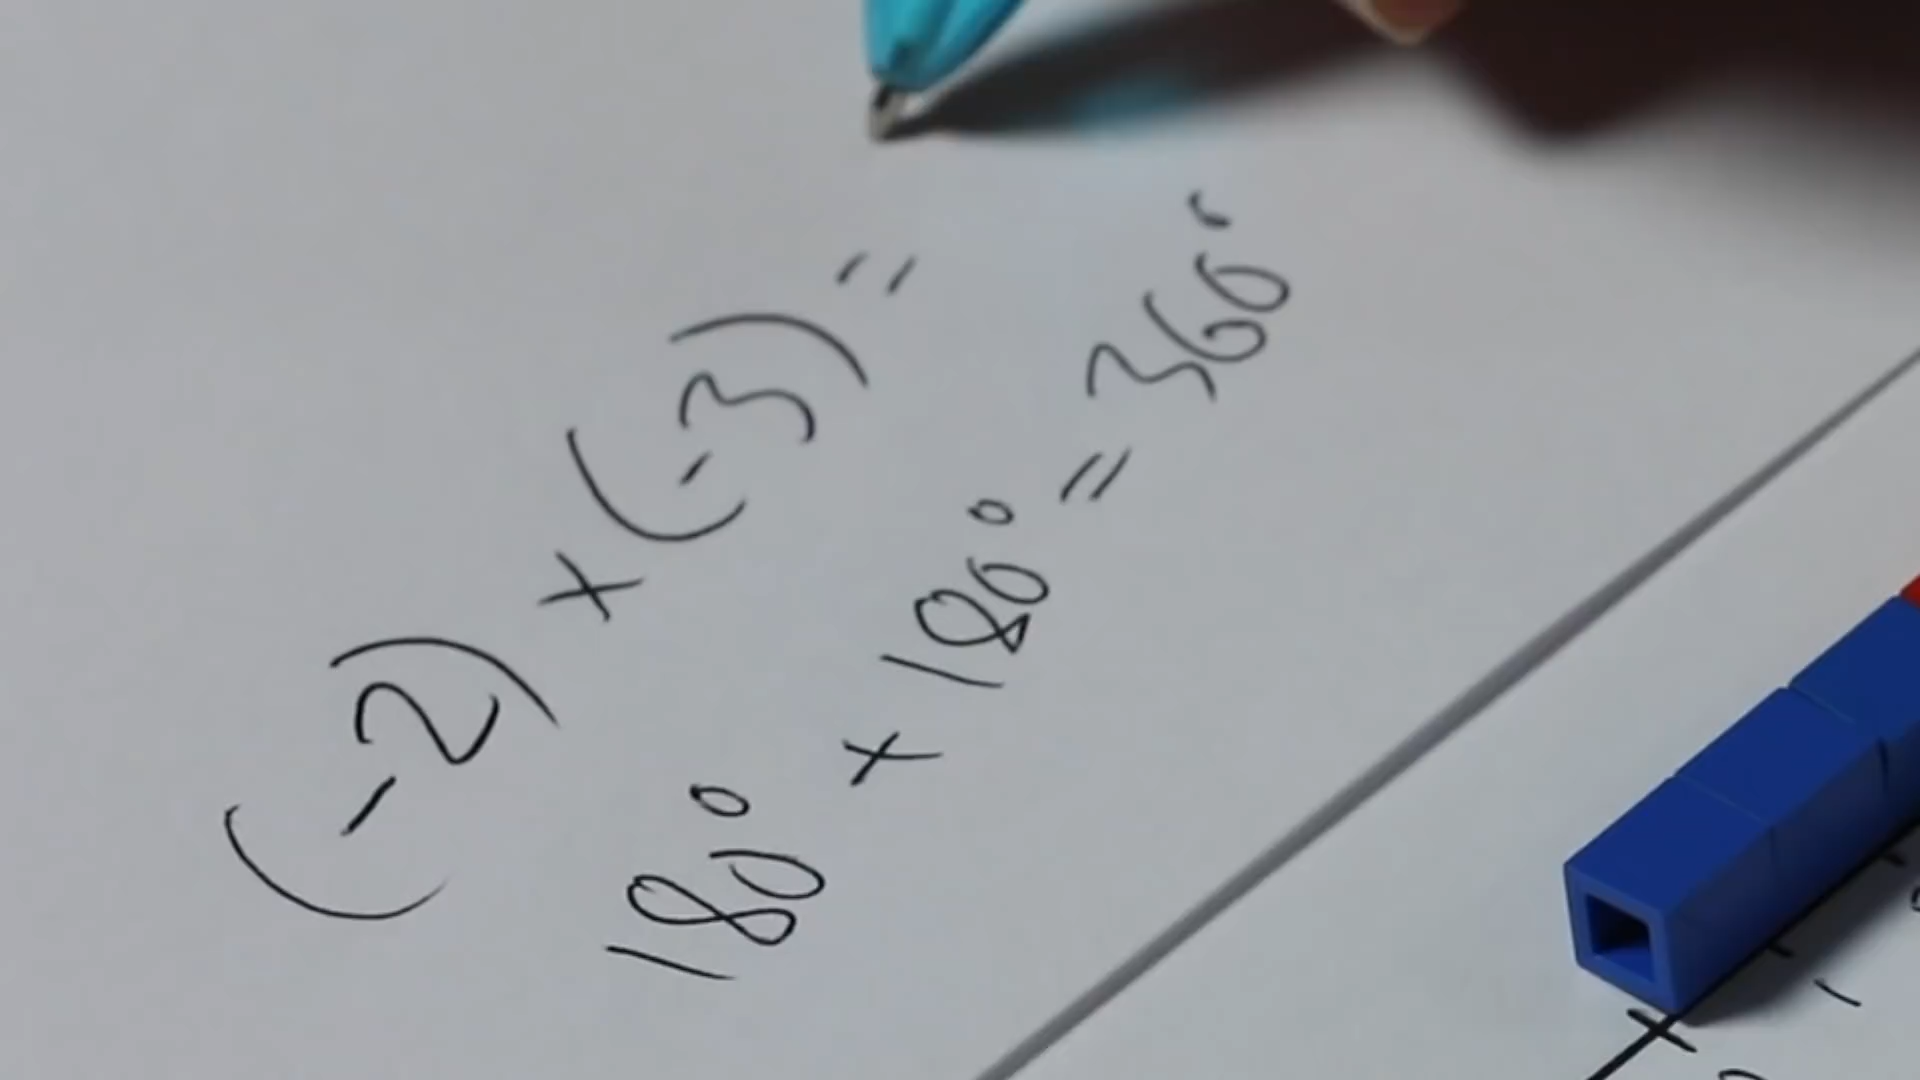 (-2) × (-3) =
180° + 180° = 360°